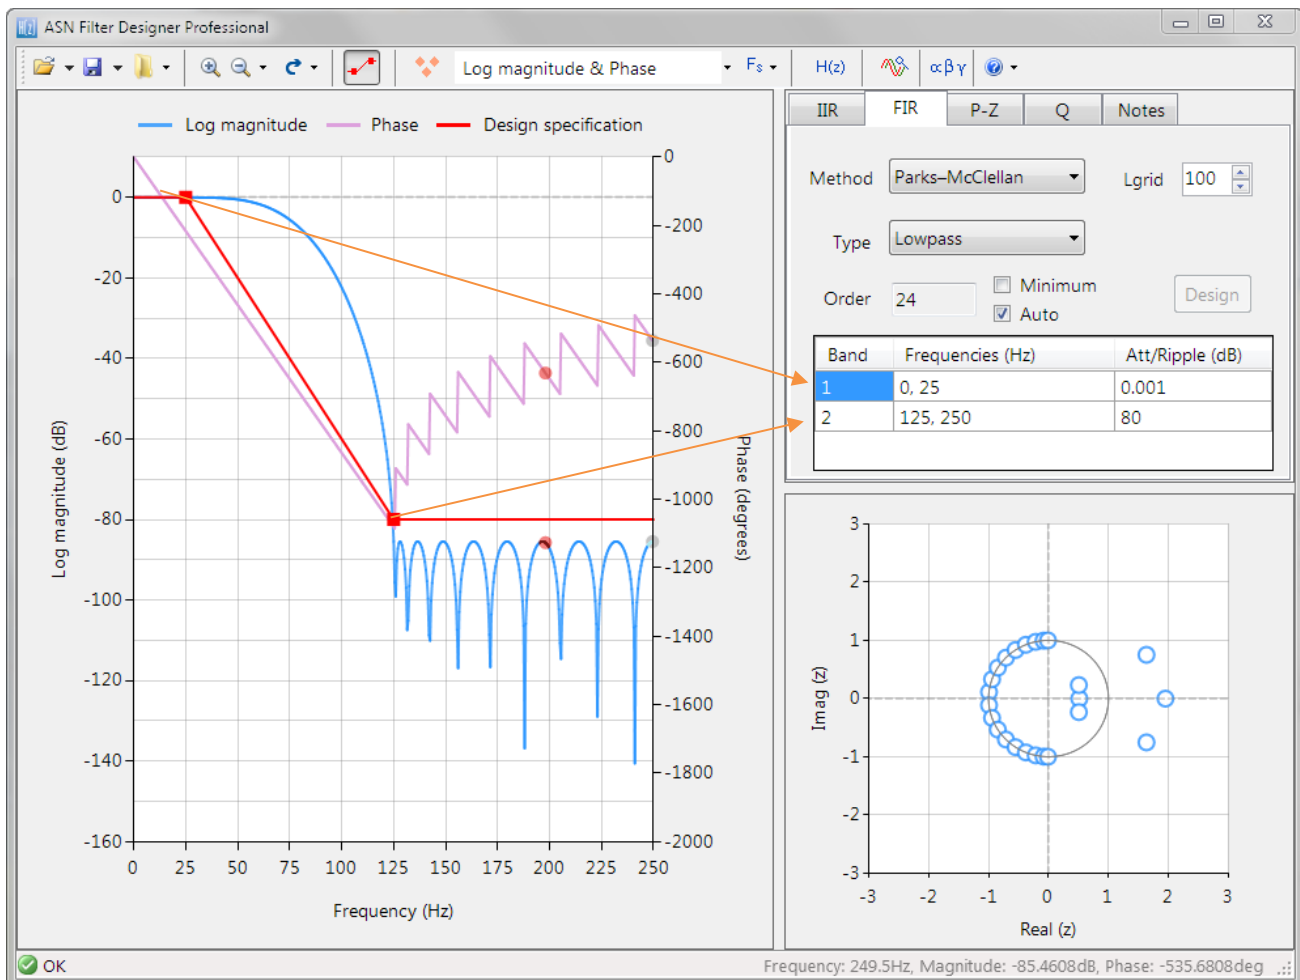 H(z) ASN Filter Designer Professional
Log magnitude & Phase Fs H(z) αβγ
Log magnitude Phase Design specification
0
-20
-40
-60
-80
-100
-120
-140
-160
Log magnitude (dB)
0
-200
-400
-600
-800
-1000
-1200
-1400
-1600
-1800
-2000
Phase (degrees)
0 25 50 75 100 125 150 175 200 225 250
Frequency (Hz)
IIR FIR P-Z Q Notes
Method Parks–McClellan Lgrid 100
Type Lowpass
Order 24 Minimum Auto Design
Band Frequencies (Hz) Att/Ripple (dB)
1 0, 25 0.001
2 125, 250 80
3
2
1
0
-1
-2
-3
Imag (z)
-3 -2 -1 0 1 2 3
Real (z)
OK Frequency: 249.5Hz, Magnitude: -85.4608dB, Phase: -535.6808deg